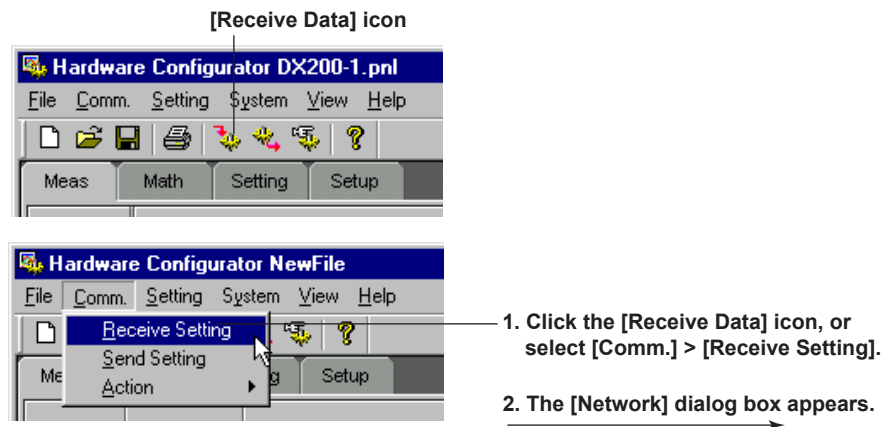 [Receive Data] icon
Hardware Configurator DX200-1.pnl
File Comm. Setting System View Help
Meas Math Setting Setup
Hardware Configurator NewFile
File Comm. Setting System View Help
Receive Setting
Send Setting
Action
Me g Setup
1. Click the [Receive Data] icon, or
select [Comm.] > [Receive Setting].
2. The [Network] dialog box appears.